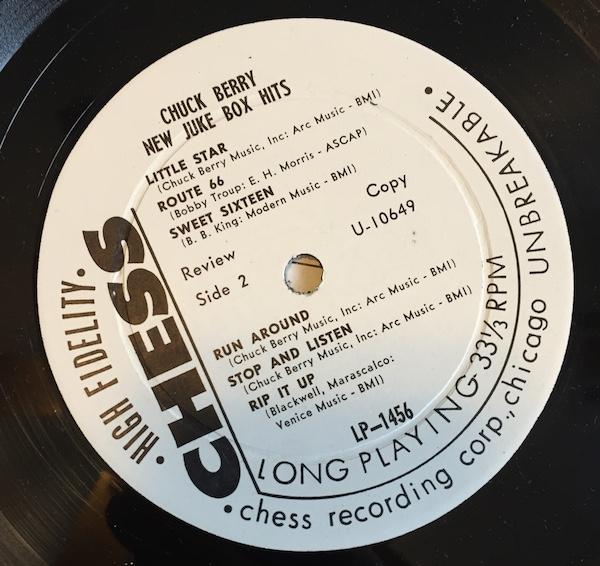 CHUCK BERRY
NEW JUKE BOX HITS
LITTLE STAR
(Chuck Berry Music, Inc: Arc Music - BMI)
ROUTE 66
(Bobby Troup: E. H. Morris - ASCAP)
SWEET SIXTEEN
(B. B. King: Modern Music - BMI)
Review Copy
Side 2 U-10649
RUN AROUND
(Chuck Berry Music, Inc: Arc Music - BMI)
STOP AND LISTEN
(Chuck Berry Music, Inc: Arc Music - BMI)
RIP IT UP
(Blackwell, Marascalco:
Venice Music - BMI)
LP-1456
CHESS
• HIGH FIDELITY •
LONG PLAYING-33⅓ RPM
• chess recording corp., chicago UNBREAKABLE •